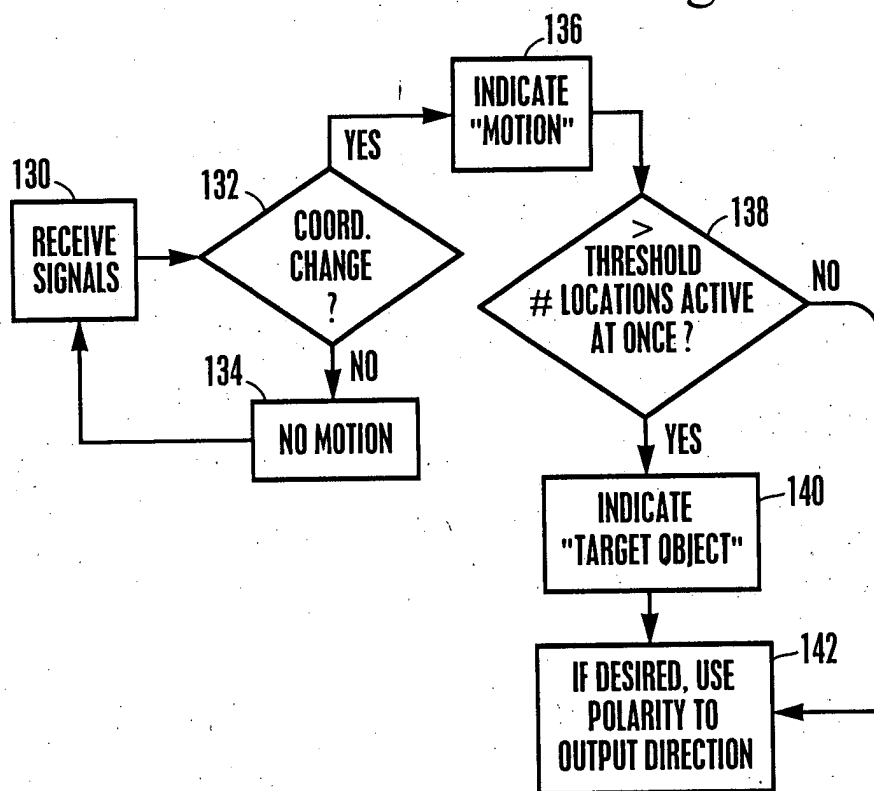 136
INDICATE
"MOTION"
YES
130
RECEIVE
SIGNALS
132
COORD.
CHANGE
?
NO
134
NO MOTION
138
>
THRESHOLD
# LOCATIONS ACTIVE
AT ONCE ?
NO
YES
140
INDICATE
"TARGET OBJECT"
142
IF DESIRED, USE
POLARITY TO
OUTPUT DIRECTION